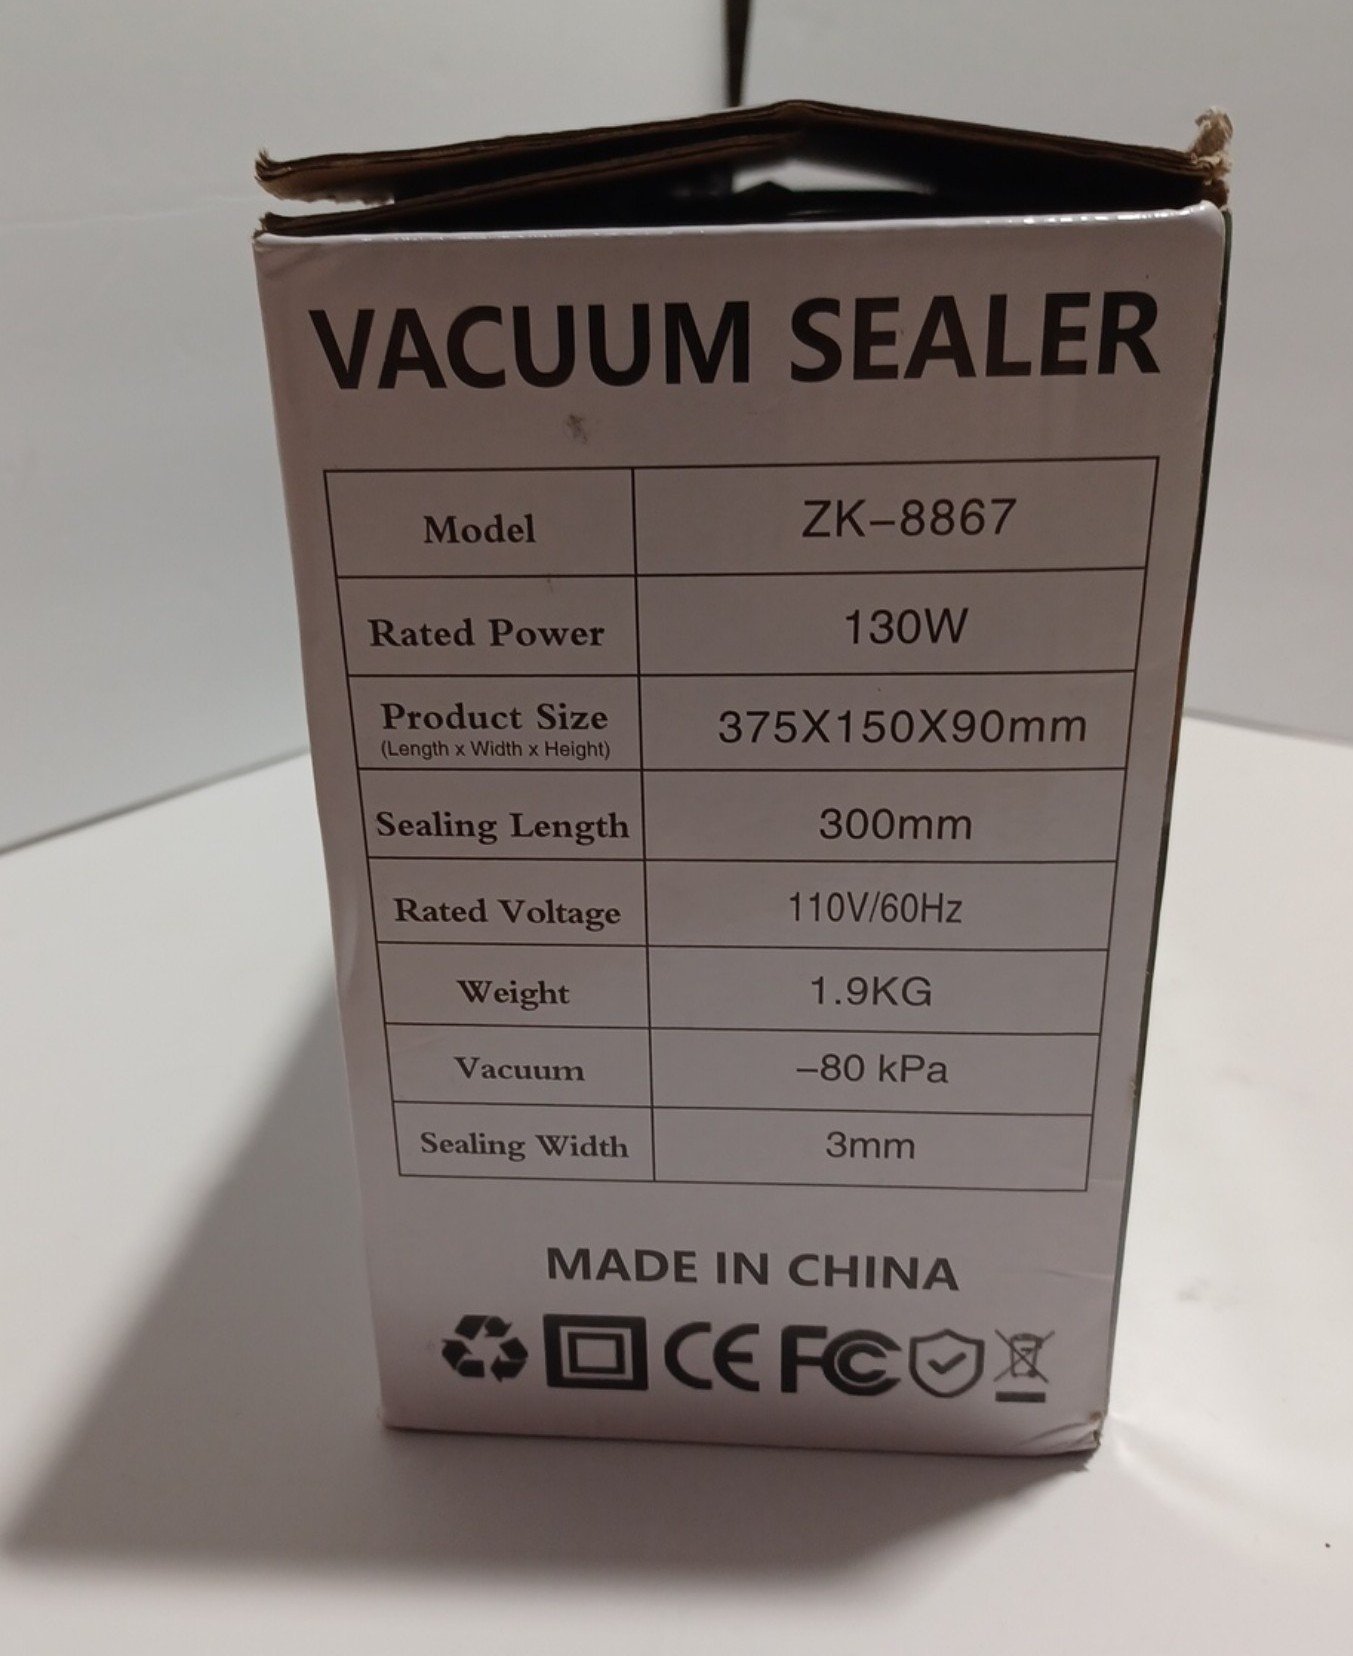 VACUUM SEALER
Model ZK–8867
Rated Power 130W
Product Size 375X150X90mm
(Length x Width x Height)
Sealing Length 300mm
Rated Voltage 110V/60Hz
Weight 1.9KG
Vacuum –80 kPa
Sealing Width 3mm
MADE IN CHINA
CE FC